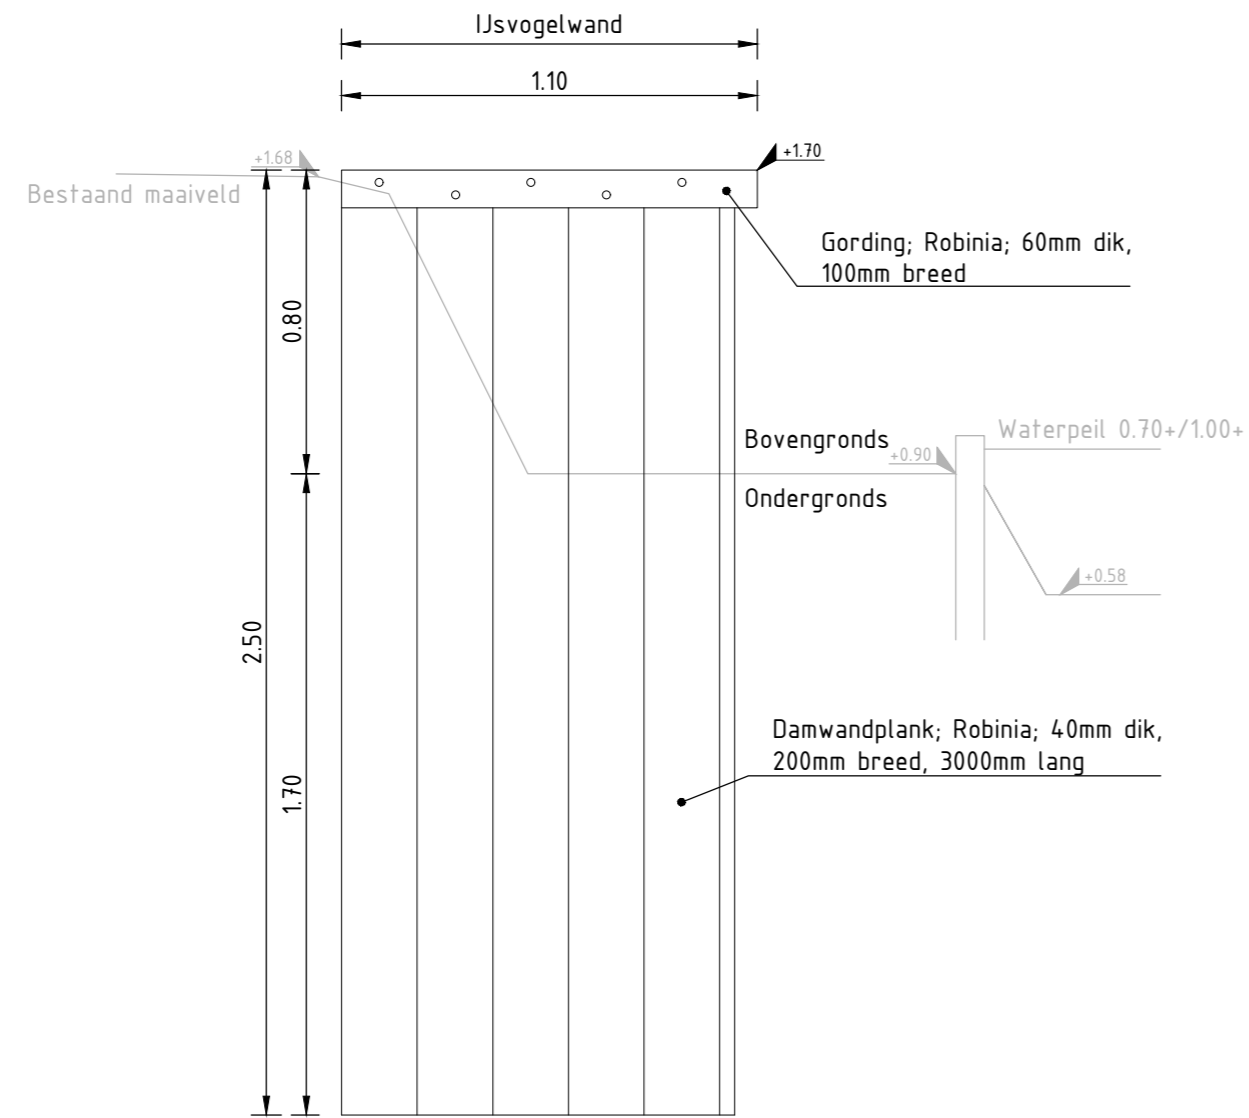 IJsvogelwand
1.10
+1.68
+1.70
Bestaand maaiveld
Gording; Robinia; 60mm dik,
100mm breed
0.80
Waterpeil 0.70+/1.00+
Bovengronds
+0.90
Ondergronds
+0.58
2.50
Damwandplank; Robinia; 40mm dik,
200mm breed, 3000mm lang
1.70